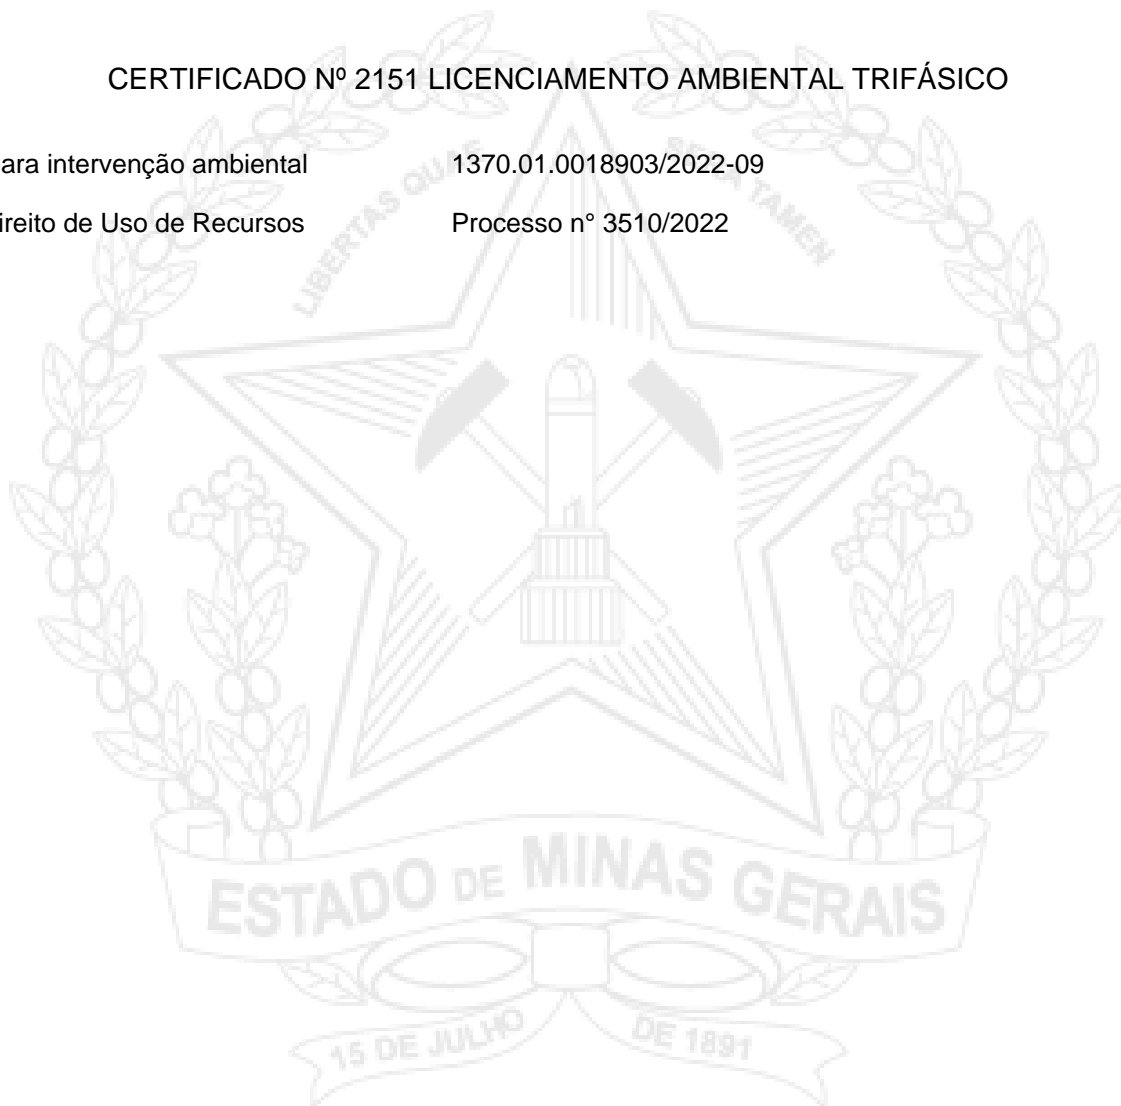 CERTIFICADO Nº 2151 LICENCIAMENTO AMBIENTAL TRIFÁSICO
ara intervenção ambiental 1370.01.0018903/2022-09
ireito de Uso de Recursos Processo n° 3510/2022
LIBERTAS QUÆ SERA TAMEN
ESTADO DE MINAS GERAIS
15 DE JULHO DE 1891